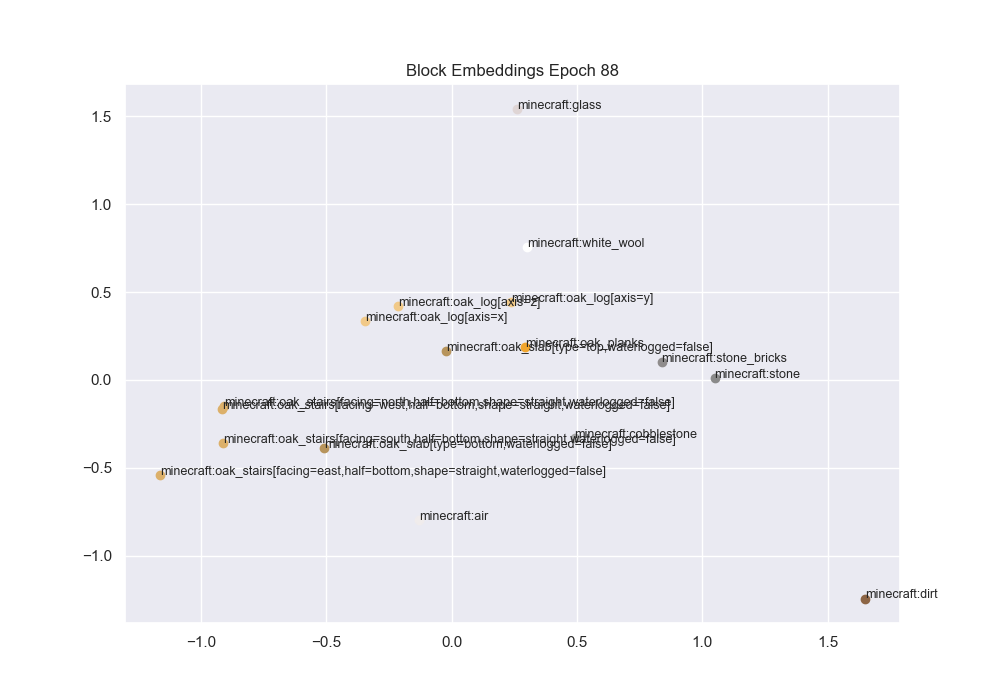 Block Embeddings Epoch 88
1.5
1.0
0.5
0.0
−0.5
−1.0
minecraft:glass
minecraft:white_wool
minecraft:oak_log[axis=y]
minecraft:oak_log[axis=z]
minecraft:oak_log[axis=x]
minecraft:oak_planks
minecraft:oak_slab[type=top,waterlogged=false]
minecraft:stone_bricks
minecraft:stone
minecraft:oak_stairs[facing=north,half=bottom,shape=straight,waterlogged=false]
minecraft:oak_stairs[facing=west,half=bottom,shape=straight,waterlogged=false]
minecraft:cobblestone
minecraft:oak_stairs[facing=south,half=bottom,shape=straight,waterlogged=false]
minecraft:oak_slab[type=bottom,waterlogged=false]
minecraft:oak_stairs[facing=east,half=bottom,shape=straight,waterlogged=false]
minecraft:air
minecraft:dirt
−1.0 −0.5 0.0 0.5 1.0 1.5